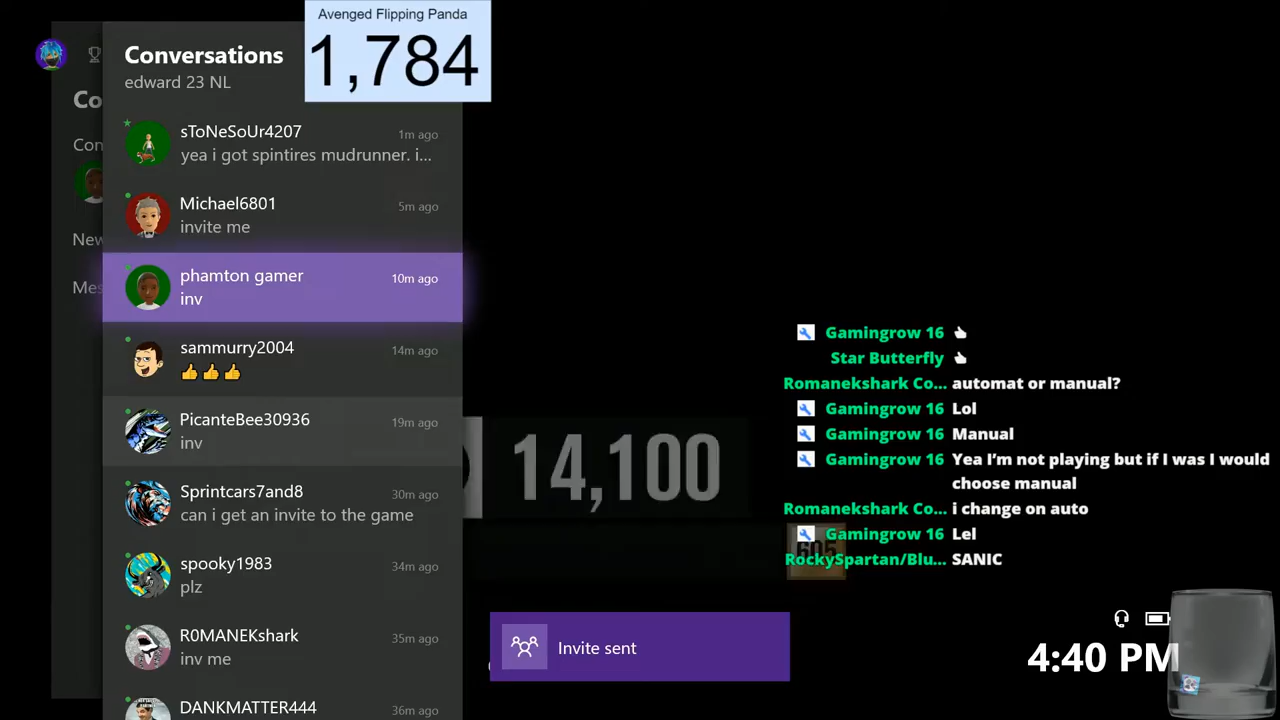 Avenged Flipping Panda
1,784
Conversations
edward 23 NL
Co
Con
New
Mes
sToNeSoUr4207
1m ago
yea i got spintires mudrunner. i...
Michael6801
5m ago
invite me
phamton gamer
10m ago
inv
sammurry2004
14m ago
👍👍👍
PicanteBee30936
19m ago
inv
Sprintcars7and8
30m ago
can i get an invite to the game
spooky1983
34m ago
plz
R0MANEKshark
35m ago
inv me
DANKMATTER444
36m ago
14,100
605
Gamingrow 16 👆
Star Butterfly 👆
Romanekshark Co... automat or manual?
Gamingrow 16 Lol
Gamingrow 16 Manual
Gamingrow 16 Yea I'm not playing but if I was I would
choose manual
Romanekshark Co... i change on auto
Gamingrow 16 Lel
RockySpartan/Blu... SANIC
Invite sent
4:40 PM